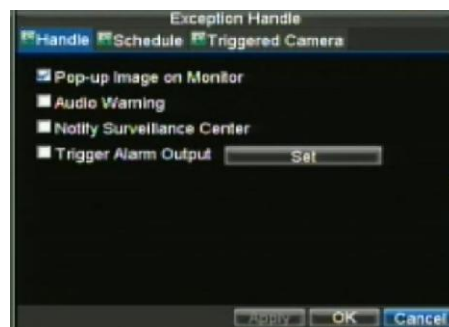 Exception Handle
Handle Schedule Triggered Camera
Pop-up Image on Monitor
Audio Warning
Notify Surveillance Center
Trigger Alarm Output Set
Apply OK Cancel